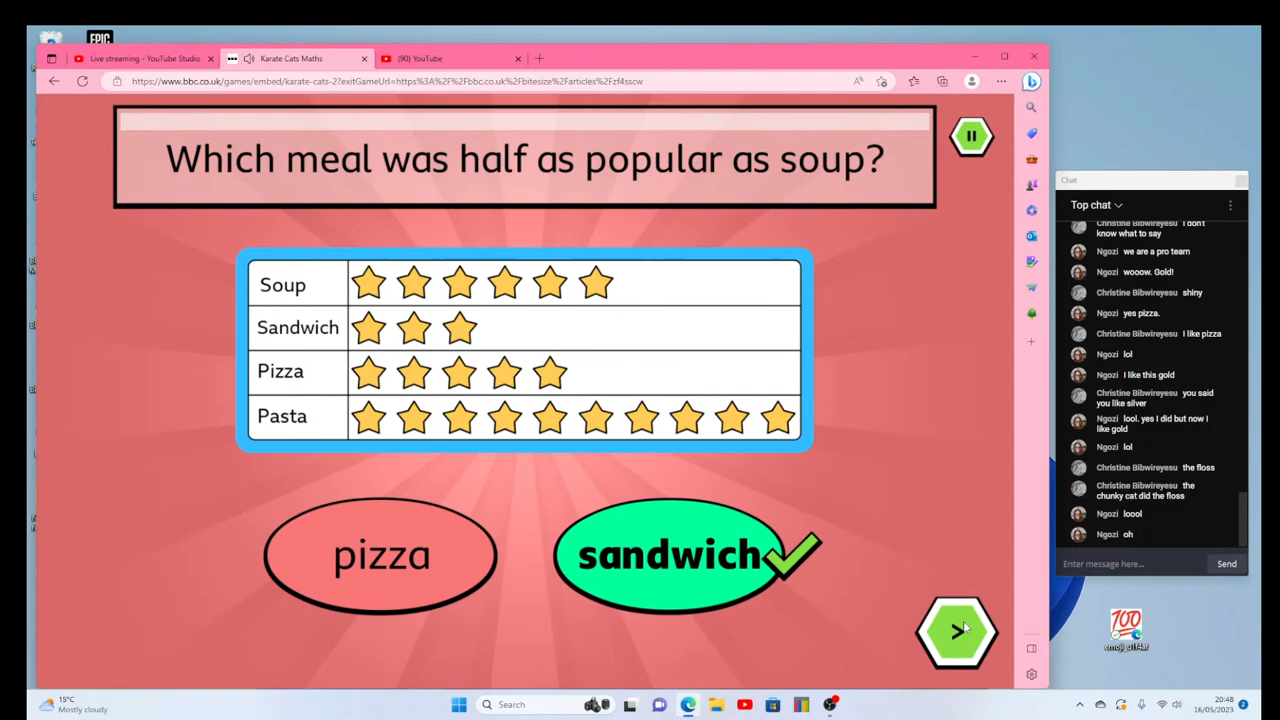 EPIC
Live streaming - YouTube Studio
Karate Cats Maths
(90) YouTube
https://www.bbc.co.uk/games/embed/karate-cats-2?exitGameUrl=https%3A%2F%2Fbbc.co.uk%2Fbitesize%2Farticles%2Fzf4sscw
Which meal was half as popular as soup?
Soup
Sandwich
Pizza
Pasta
pizza
sandwich
>
Chat
Top chat
Christine Bibwireyesu I don't
know what to say
Ngozi we are a pro team
Ngozi wooow. Gold!
Christine Bibwireyesu shiny
Ngozi yes pizza.
Christine Bibwireyesu I like pizza
Ngozi lol
Ngozi I like this gold
Christine Bibwireyesu you said
you like silver
Ngozi lool. yes I did but now I
like gold
Ngozi lol
Christine Bibwireyesu the floss
Christine Bibwireyesu the
chunky cat did the floss
Ngozi loool
Ngozi oh
Enter message here...
Send
100
emoji_u1f4af
15°C
Mostly cloudy
Search
20:48
16/05/2023
2